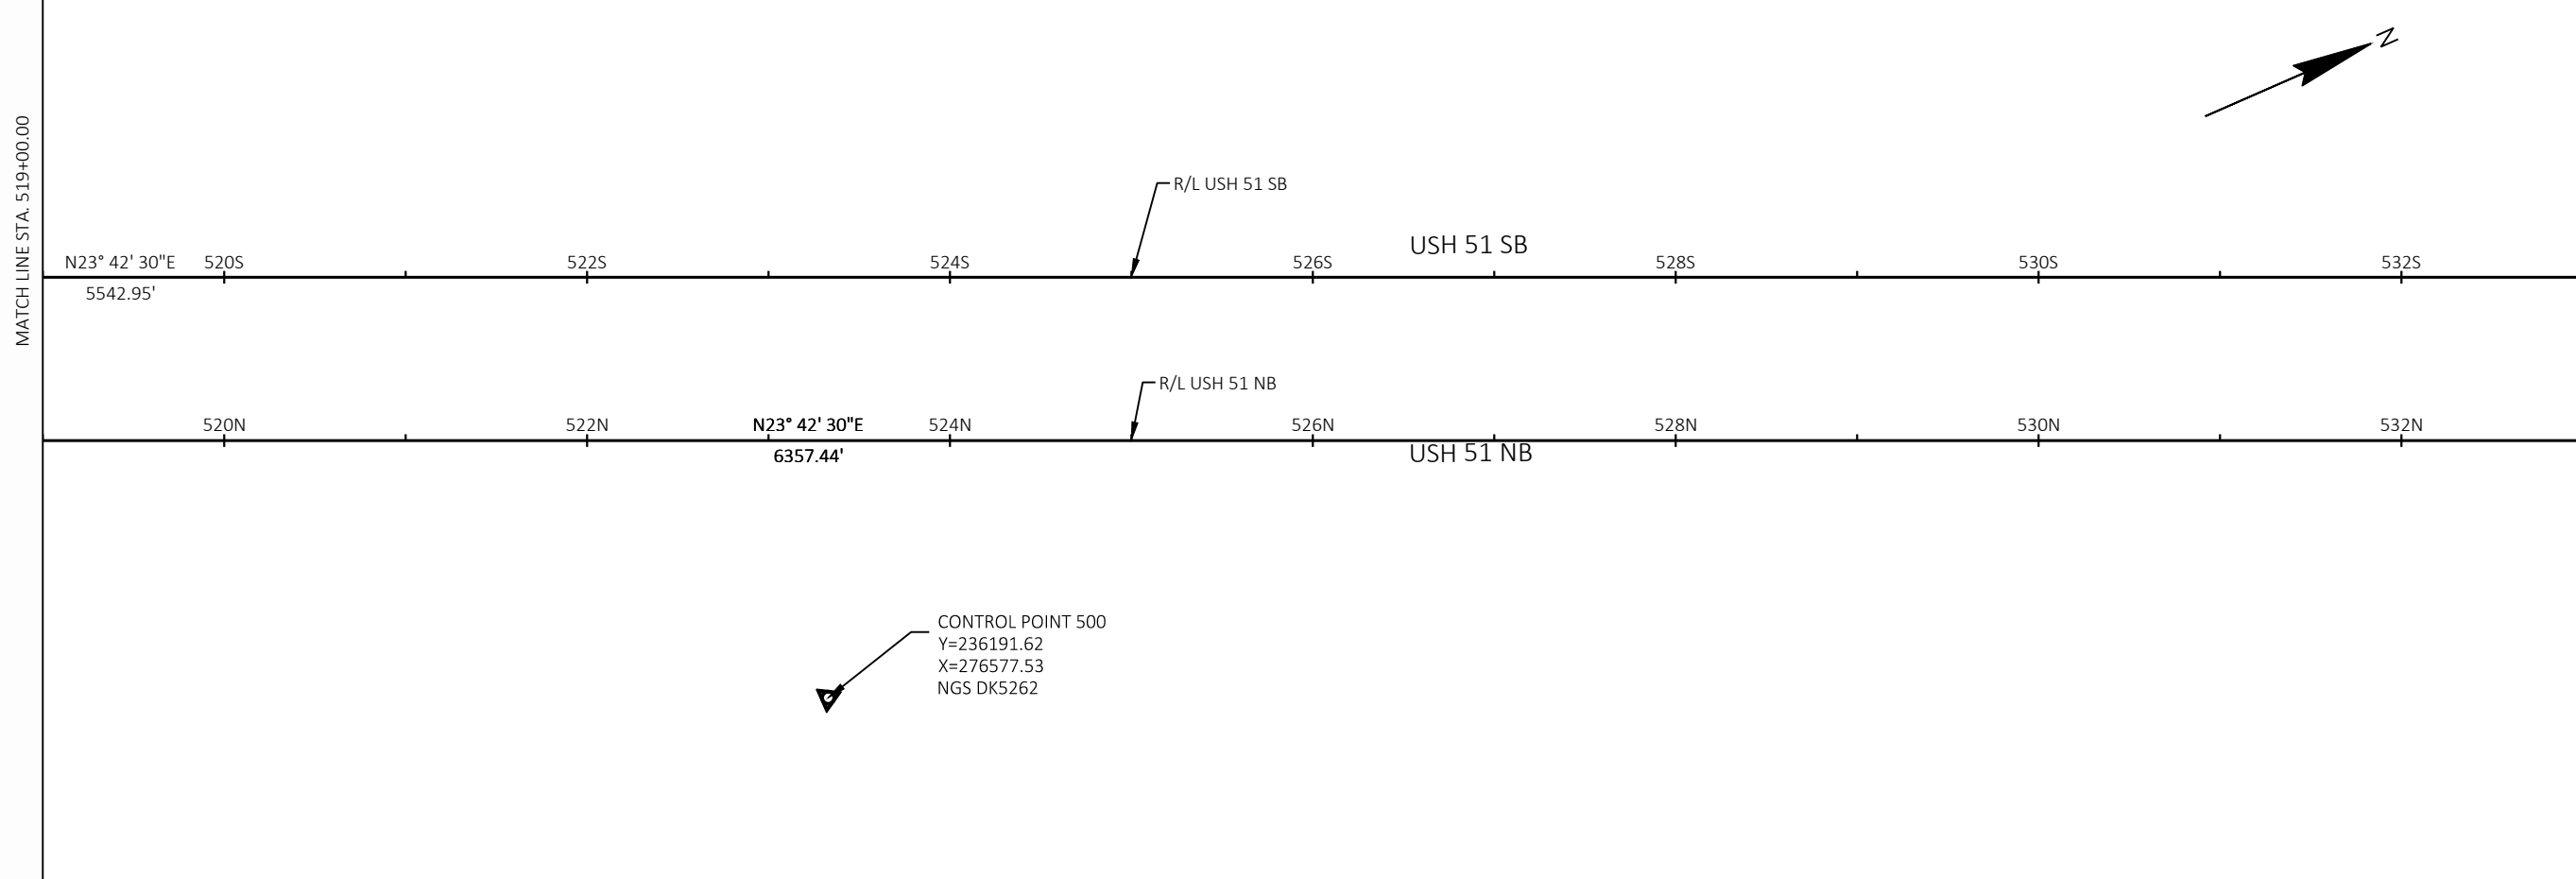 N
MATCH LINE STA. 519+00.00
R/L USH 51 SB
USH 51 SB
N23° 42' 30"E 520S 522S 524S 526S 528S 530S 532S
5542.95'
R/L USH 51 NB
520N 522N N23° 42' 30"E 524N 526N 528N 530N 532N
6357.44' USH 51 NB
CONTROL POINT 500
Y=236191.62
X=276577.53
NGS DK5262